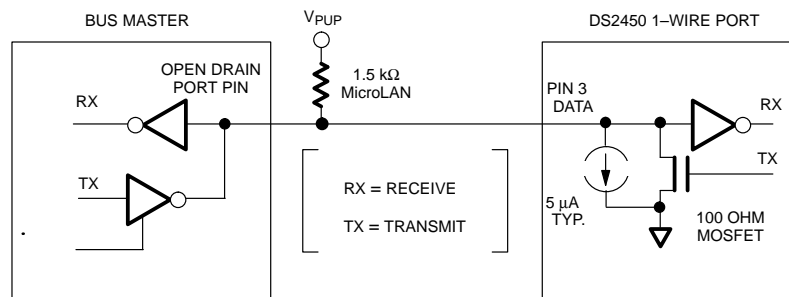 BUS MASTER
VPUP
DS2450 1–WIRE PORT
OPEN DRAIN
PORT PIN
RX
1.5 kΩ
MicroLAN
PIN 3
DATA
RX
TX
TX
RX = RECEIVE
TX = TRANSMIT
5 µA
TYP.
100 OHM
MOSFET